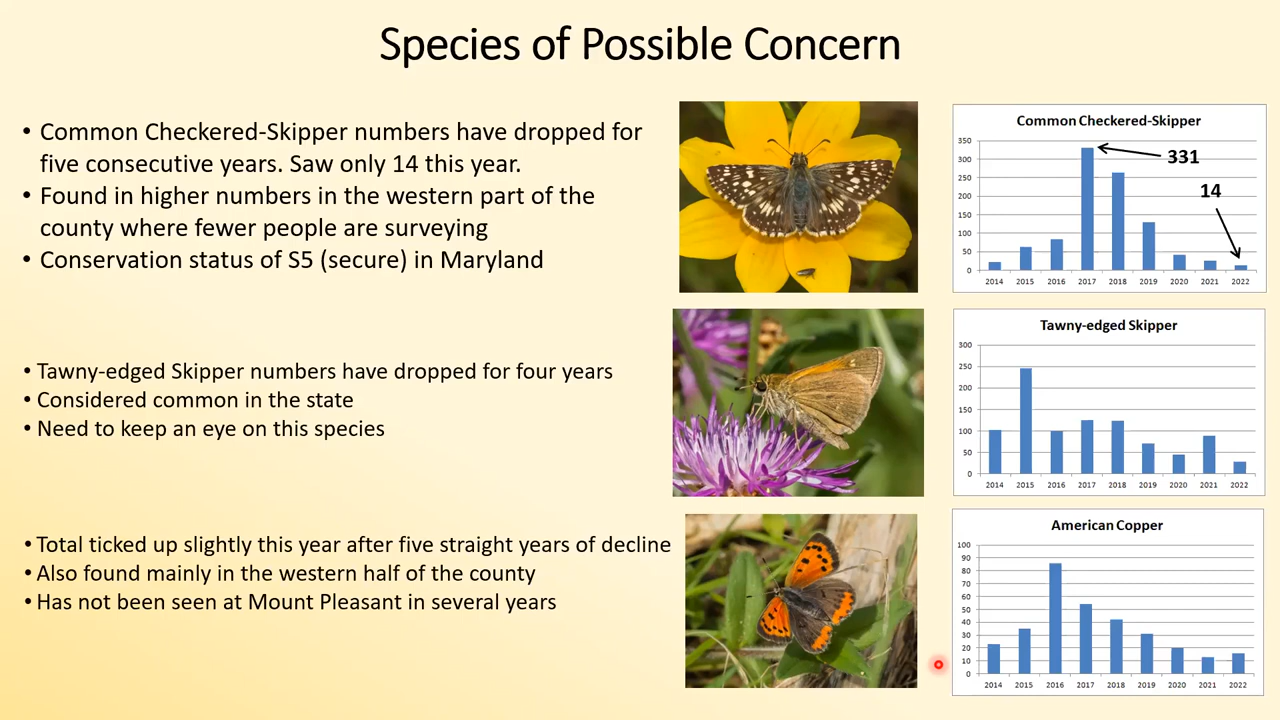 Species of Possible Concern
• Common Checkered-Skipper numbers have dropped for
five consecutive years. Saw only 14 this year.
• Found in higher numbers in the western part of the
county where fewer people are surveying
• Conservation status of S5 (secure) in Maryland
Common Checkered-Skipper
350
300
250
200
150
100
50
0
331
14
2014 2015 2016 2017 2018 2019 2020 2021 2022
• Tawny-edged Skipper numbers have dropped for four years
• Considered common in the state
• Need to keep an eye on this species
Tawny-edged Skipper
300
250
200
150
100
50
0
2014 2015 2016 2017 2018 2019 2020 2021 2022
• Total ticked up slightly this year after five straight years of decline
• Also found mainly in the western half of the county
• Has not been seen at Mount Pleasant in several years
American Copper
100
90
80
70
60
50
40
30
20
10
0
2014 2015 2016 2017 2018 2019 2020 2021 2022